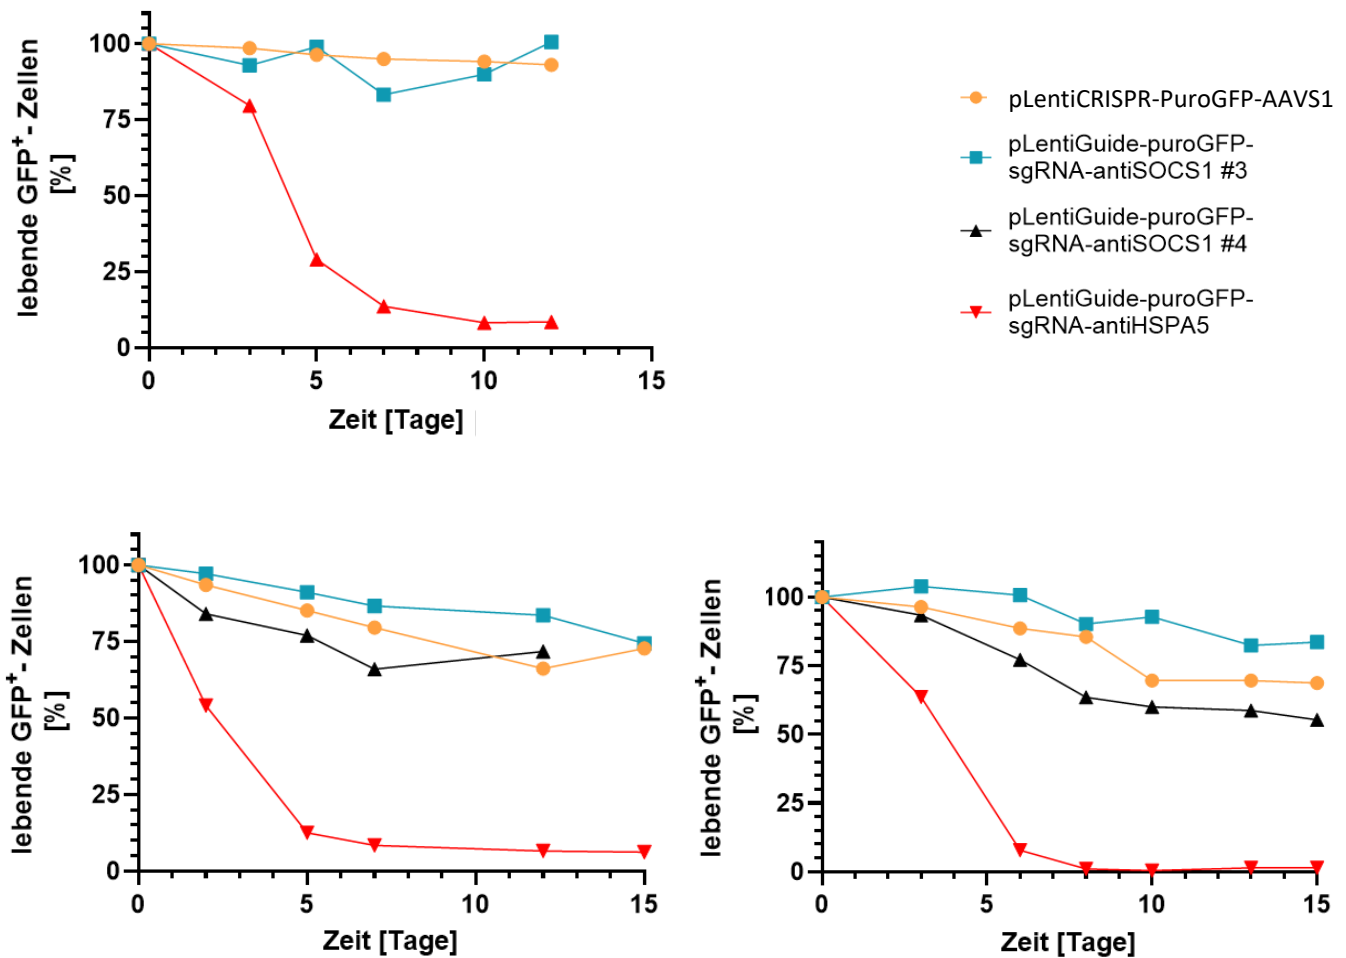 lebende GFP+- Zellen
[%]
100
75
50
25
0
0 5 10 15
Zeit [Tage]
pLentiCRISPR-PuroGFP-AAVS1
pLentiGuide-puroGFP-
sgRNA-antiSOCS1 #3
pLentiGuide-puroGFP-
sgRNA-antiSOCS1 #4
pLentiGuide-puroGFP-
sgRNA-antiHSPA5
lebende GFP+- Zellen
[%]
100
75
50
25
0
0 5 10 15
Zeit [Tage]
lebende GFP+- Zellen
[%]
100
75
50
25
0
0 5 10 15
Zeit [Tage]